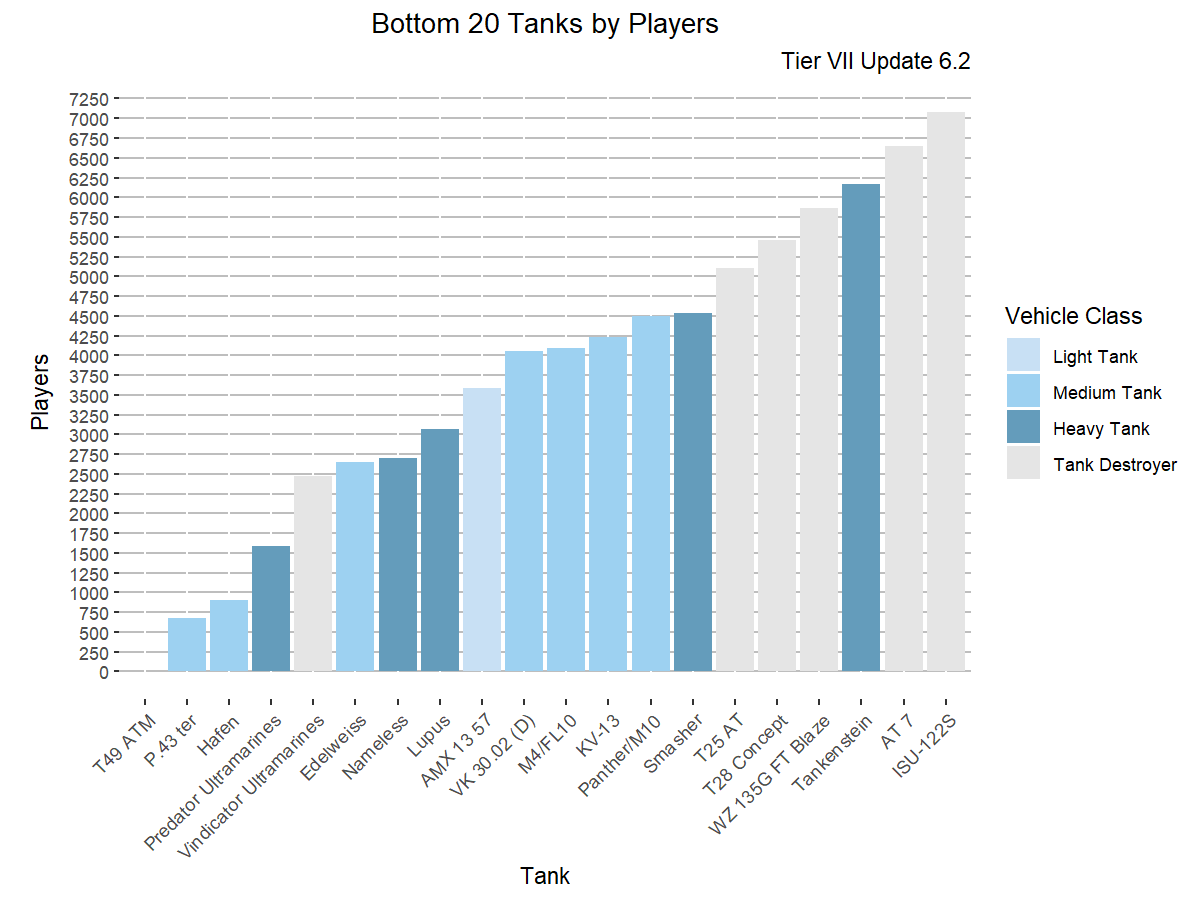 Bottom 20 Tanks by Players
Tier VII Update 6.2
7250
7000
6750
6500
6250
6000
5750
5500
5250
5000
4750
4500
4250
4000
3750
3500
3250
3000
2750
2500
2250
2000
1750
1500
1250
1000
750
500
250
0
Players
T49 ATM
P.43 ter
Hafen
Predator Ultramarines
Vindicator Ultramarines
Edelweiss
Nameless
Lupus
AMX 13 57
VK 30.02 (D)
M4/FL10
KV-13
Panther/M10
Smasher
T25 AT
T28 Concept
WZ 135G FT Blaze
Tankenstein
AT 7
ISU-122S
Tank
Vehicle Class
Light Tank
Medium Tank
Heavy Tank
Tank Destroyer